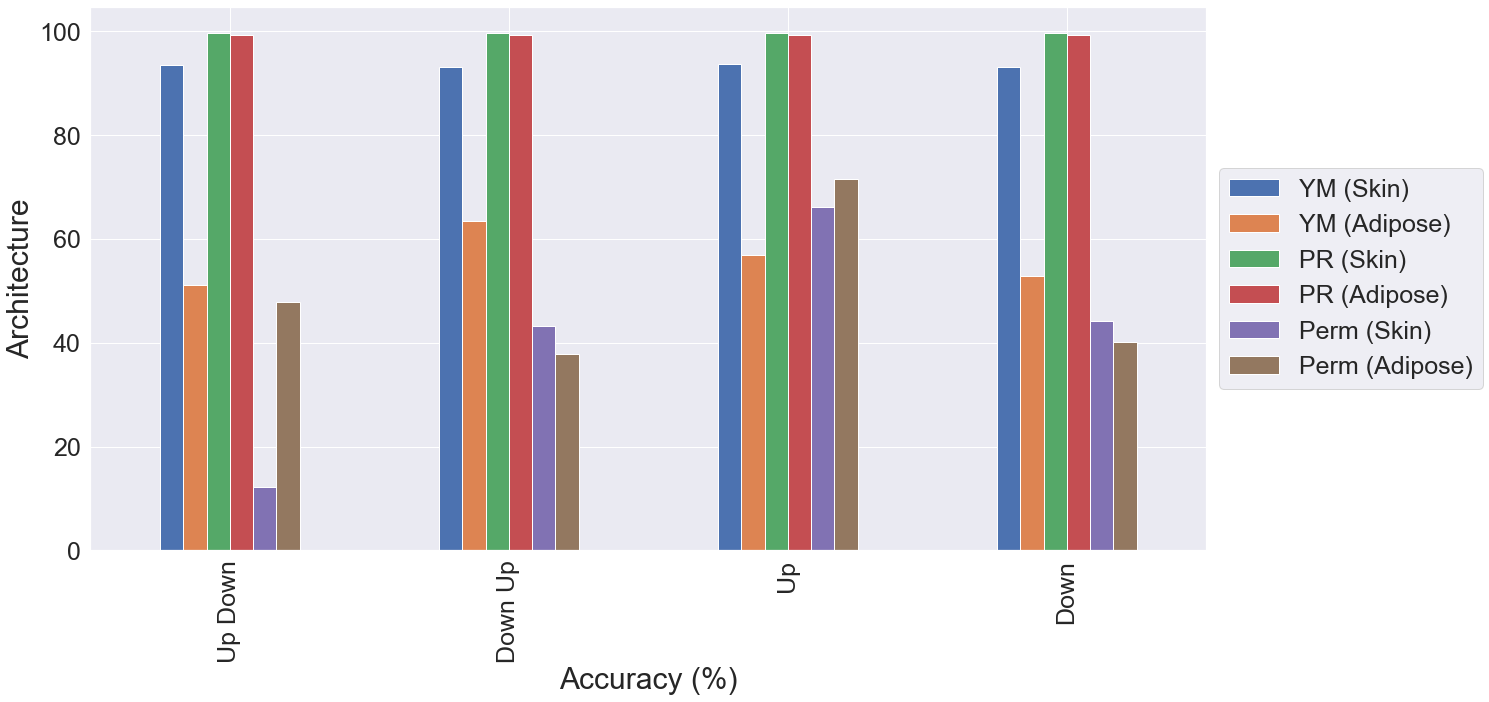 100
80
60
40
20
0
Architecture
Up Down
Down Up
Up
Down
Accuracy (%)
YM (Skin)
YM (Adipose)
PR (Skin)
PR (Adipose)
Perm (Skin)
Perm (Adipose)